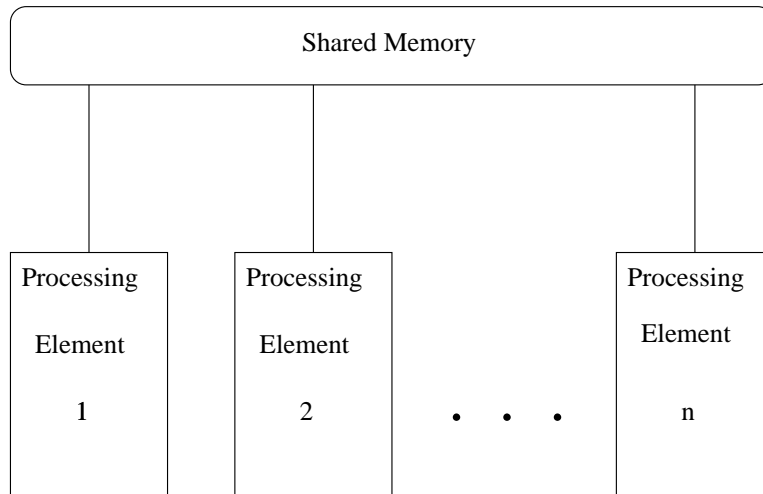 Shared Memory
Processing
Element
1
Processing
Element
2
. . .
Processing
Element
n